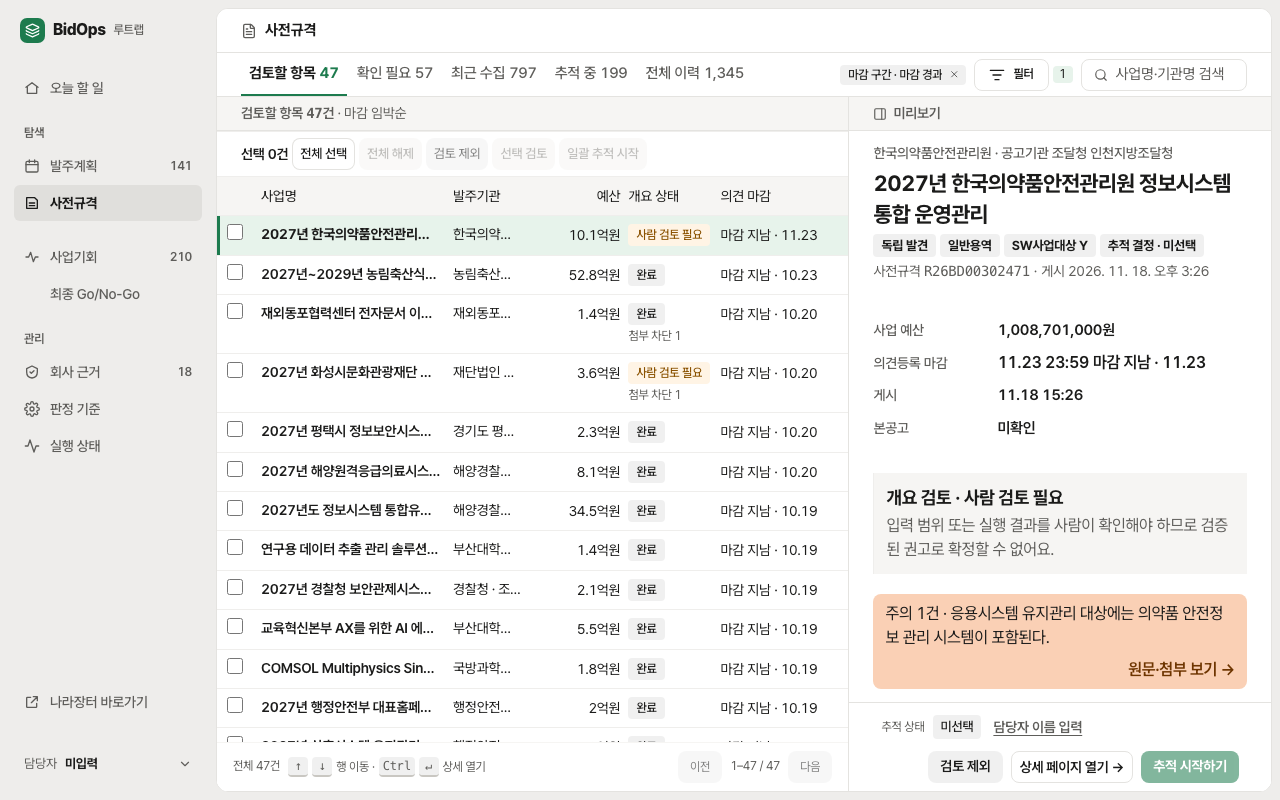 BidOps 루트랩
오늘 할 일
탐색
발주계획 141
사전규격
사업기회 210
최종 Go/No-Go
관리
회사 근거 18
판정 기준
실행 상태
나라장터 바로가기
담당자 미입력
사전규격
검토할 항목 47 확인 필요 57 최근 수집 797 추적 중 199 전체 이력 1,345
마감 구간 · 마감 경과 × 필터 1 사업명·기관명 검색
검토할 항목 47건 · 마감 임박순
선택 0건 전체 선택 전체 해제 검토 제외 선택 검토 일괄 추적 시작
사업명 발주기관 예산 개요 상태 의견 마감
2027년 한국의약품안전관리... 한국의약... 10.1억원 사람 검토 필요 마감 지남 · 11.23
2027년~2029년 농림축산식... 농림축산... 52.8억원 완료 마감 지남 · 10.23
재외동포협력센터 전자문서 이... 재외동포... 1.4억원 완료 마감 지남 · 10.20
첨부 차단 1
2027년 화성시문화관광재단 ... 재단법인 ... 3.6억원 사람 검토 필요 마감 지남 · 10.20
첨부 차단 1
2027년 평택시 정보보안시스... 경기도 평... 2.3억원 완료 마감 지남 · 10.20
2027년 해양원격응급의료시스... 해양경찰... 8.1억원 완료 마감 지남 · 10.20
2027년도 정보시스템 통합유... 해양경찰... 34.5억원 완료 마감 지남 · 10.19
연구용 데이터 추출 관리 솔루션... 부산대학... 1.4억원 완료 마감 지남 · 10.19
2027년 경찰청 보안관제시스... 경찰청 · 조... 2.1억원 완료 마감 지남 · 10.19
교육혁신본부 AX를 위한 AI 에... 부산대학... 5.5억원 완료 마감 지남 · 10.19
COMSOL Multiphysics Sin... 국방과학... 1.8억원 완료 마감 지남 · 10.19
2027년 행정안전부 대표홈페... 행정안전... 2억원 완료 마감 지남 · 10.19
전체 47건 ↑ ↓ 행 이동 · Ctrl ↵ 상세 열기 이전 1–47 / 47 다음
미리보기
한국의약품안전관리원 · 공고기관 조달청 인천지방조달청
2027년 한국의약품안전관리원 정보시스템
통합 운영관리
독립 발견 일반용역 SW사업대상 Y 추적 결정 · 미선택
사전규격 R26BD00302471 · 게시 2026. 11. 18. 오후 3:26
사업 예산 1,008,701,000원
의견등록 마감 11.23 23:59 마감 지남 · 11.23
게시 11.18 15:26
본공고 미확인
개요 검토 · 사람 검토 필요
입력 범위 또는 실행 결과를 사람이 확인해야 하므로 검증
된 권고로 확정할 수 없어요.
주의 1건 · 응용시스템 유지관리 대상에는 의약품 안전정
보 관리 시스템이 포함된다.
원문·첨부 보기 →
추적 상태 미선택 담당자 이름 입력
검토 제외 상세 페이지 열기 → 추적 시작하기